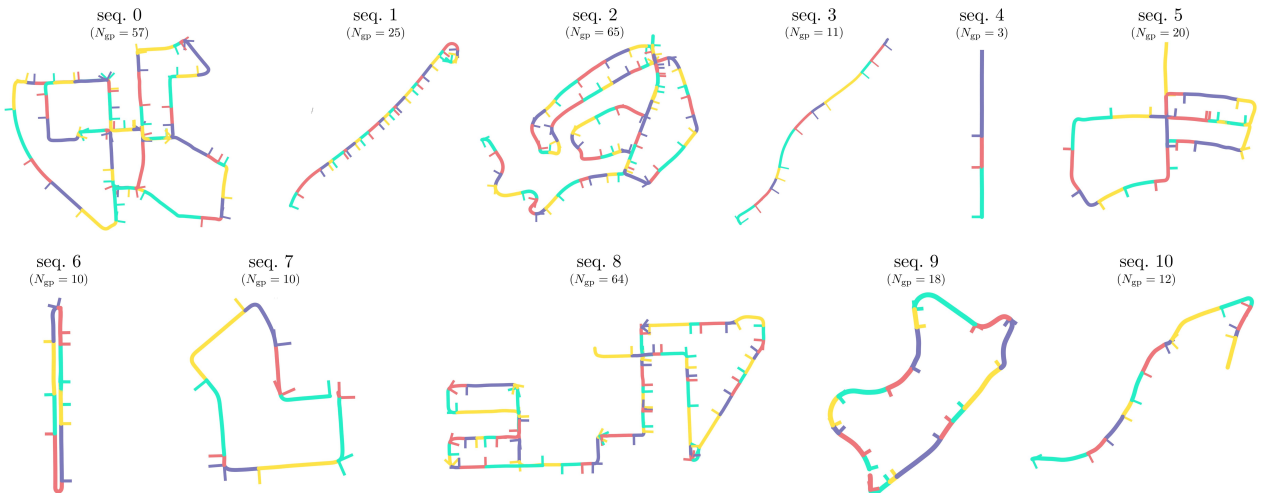 seq. 0
(N_gp = 57)
seq. 1
(N_gp = 25)
seq. 2
(N_gp = 65)
seq. 3
(N_gp = 11)
seq. 4
(N_gp = 3)
seq. 5
(N_gp = 20)
seq. 6
(N_gp = 10)
seq. 7
(N_gp = 10)
seq. 8
(N_gp = 64)
seq. 9
(N_gp = 18)
seq. 10
(N_gp = 12)